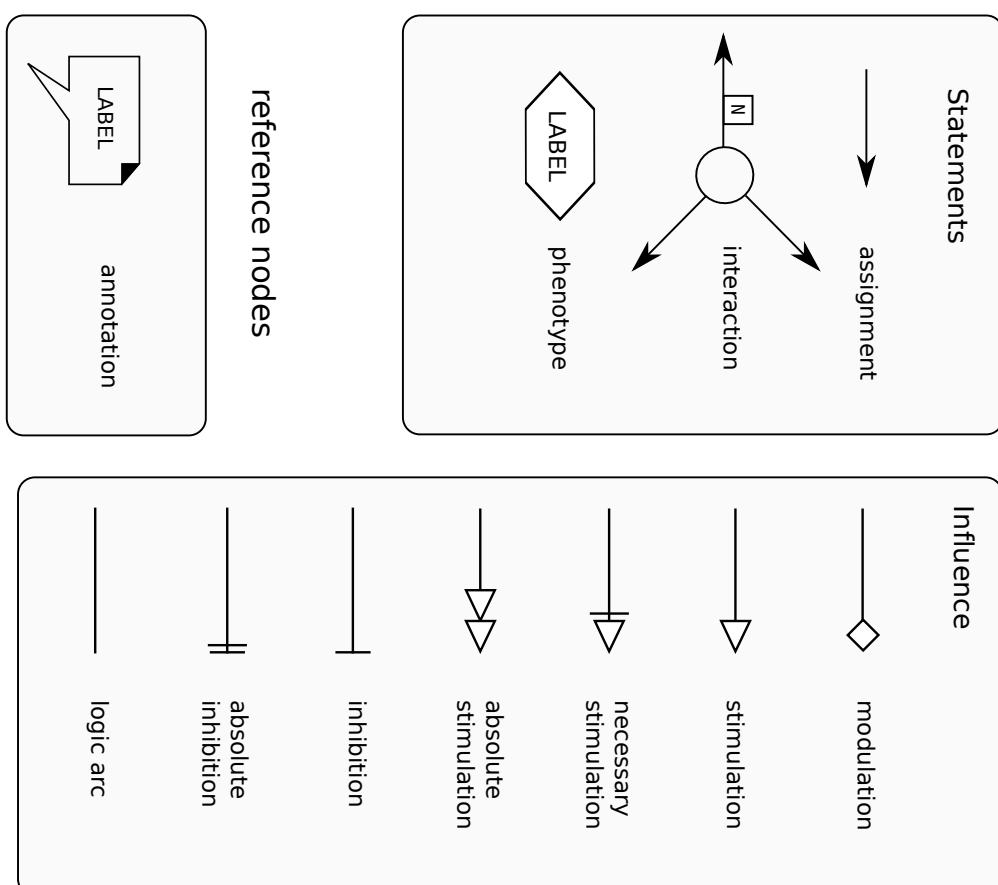 Statements
assignment
N
interaction
LABEL
phenotype
reference nodes
LABEL
annotation
Influence
modulation
stimulation
necessary
stimulation
absolute
stimulation
inhibition
absolute
inhibition
logic arc